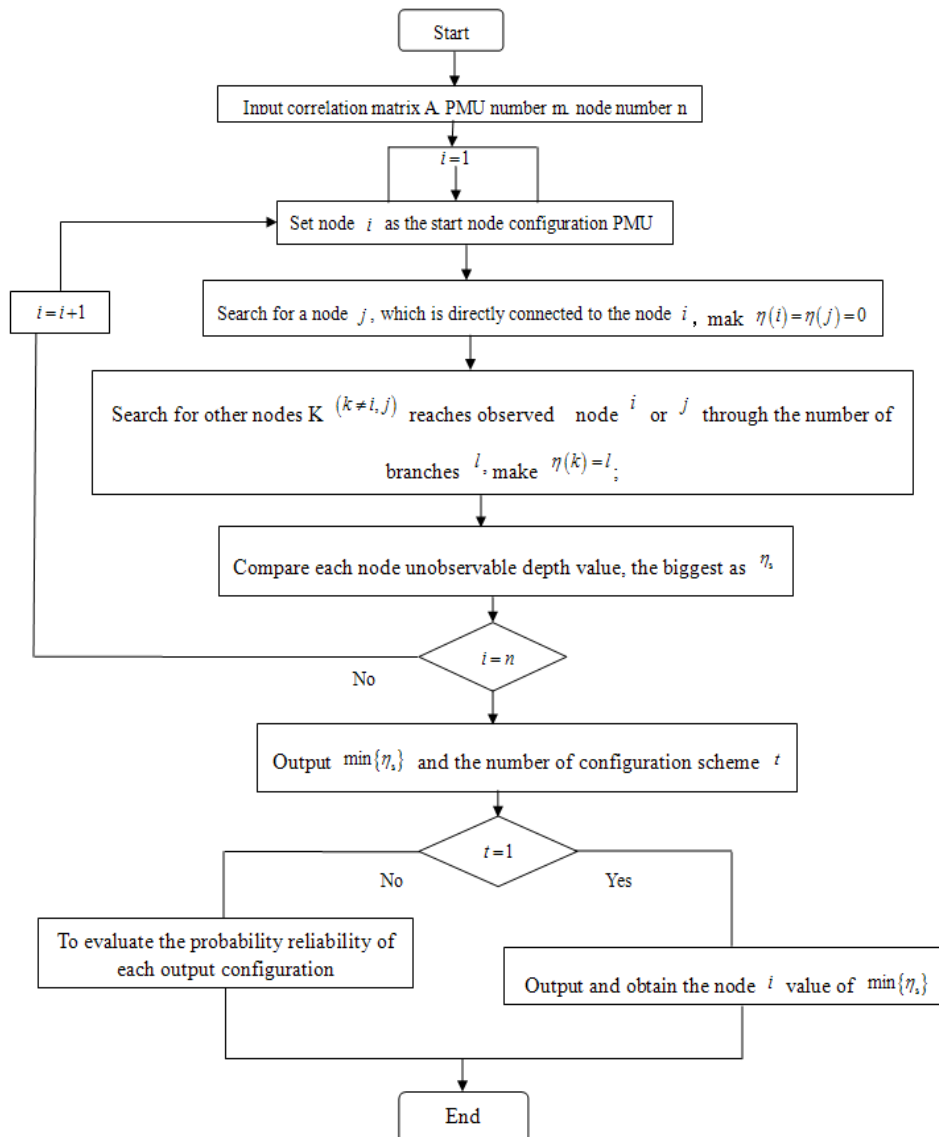 Start
Input correlation matrix A. PMU number m. node number n
i=1
Set node i as the start node configuration PMU
i=i+1
Search for a node j, which is directly connected to the node i, mak η(i)=η(j)=0
Search for other nodes K (k≠i,j) reaches observed node i or j through the number of
branches l, make η(k)=l;
Compare each node unobservable depth value, the biggest as ηs
i=n
No
Output min{ηs} and the number of configuration scheme t
t=1
No
Yes
To evaluate the probability reliability of
each output configuration
Output and obtain the node i value of min{ηs}
End